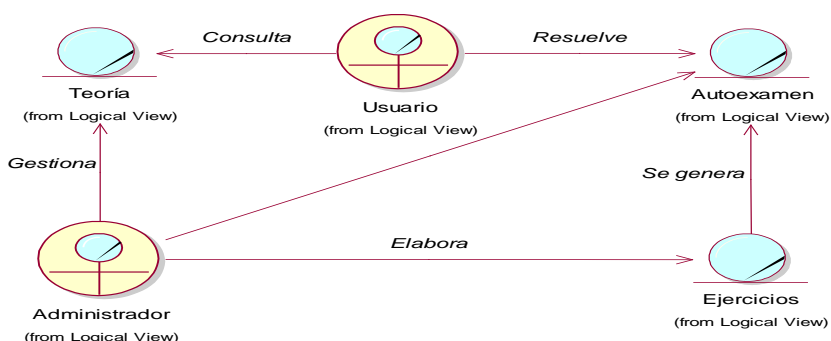 Consulta
Resuelve
Teoría
(from Logical View)
Usuario
(from Logical View)
Autoexamen
(from Logical View)
Gestiona
Se genera
Elabora
Administrador
(from Logical View)
Ejercicios
(from Logical View)